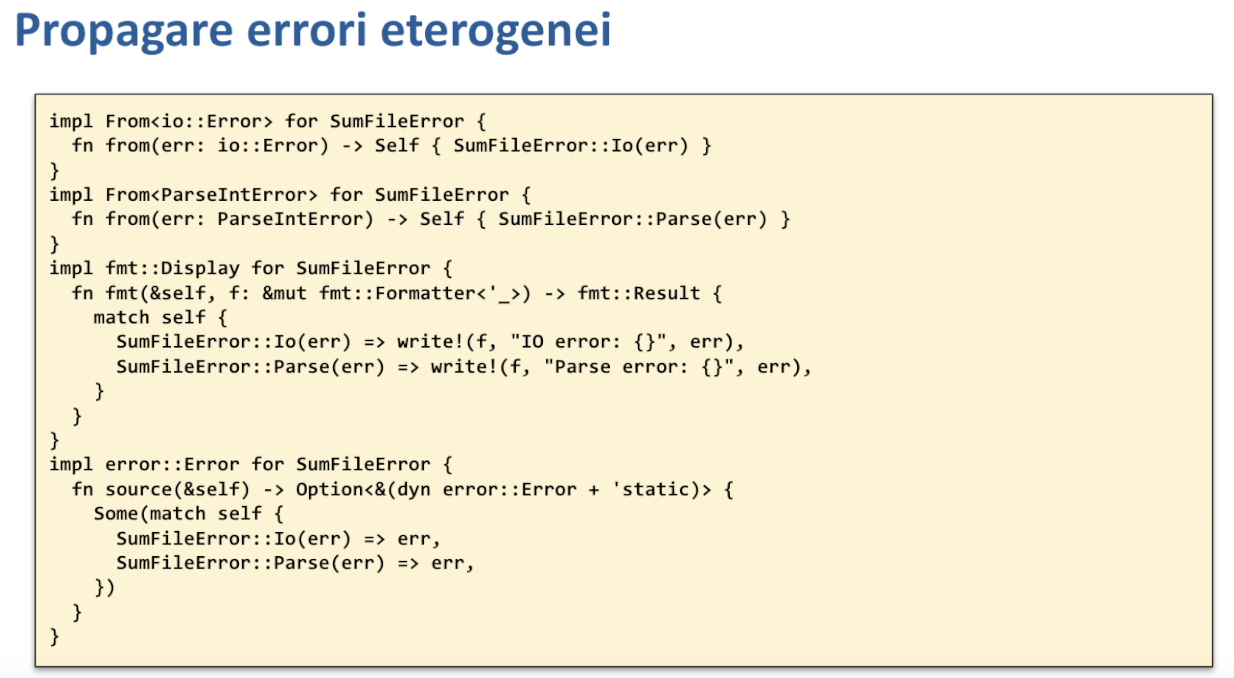 Propagare errori eterogenei
impl From<io::Error> for SumFileError {
  fn from(err: io::Error) -> Self { SumFileError::Io(err) }
}
impl From<ParseIntError> for SumFileError {
  fn from(err: ParseIntError) -> Self { SumFileError::Parse(err) }
}
impl fmt::Display for SumFileError {
  fn fmt(&self, f: &mut fmt::Formatter<'_>) -> fmt::Result {
    match self {
      SumFileError::Io(err) => write!(f, "IO error: {}", err),
      SumFileError::Parse(err) => write!(f, "Parse error: {}", err),
    }
  }
}
impl error::Error for SumFileError {
  fn source(&self) -> Option<&(dyn error::Error + 'static)> {
    Some(match self {
      SumFileError::Io(err) => err,
      SumFileError::Parse(err) => err,
    })
  }
}